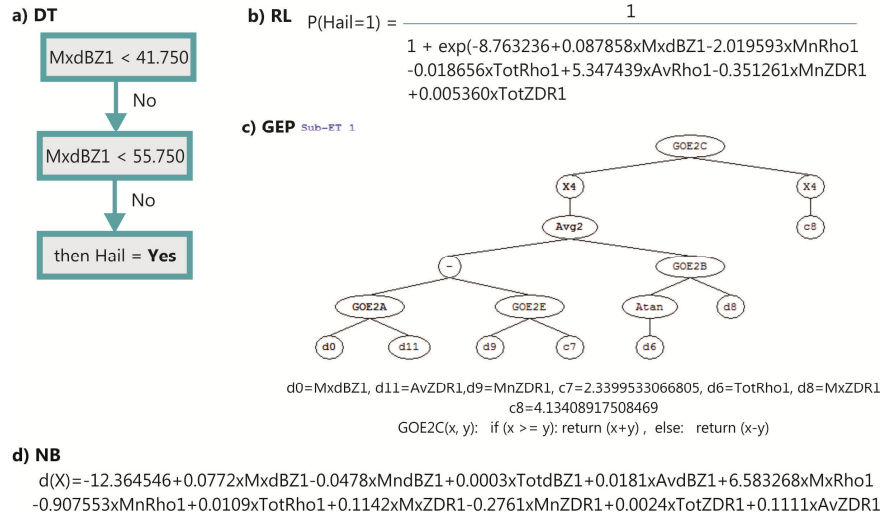 a) DT
MxdBZ1 < 41.750
No
MxdBZ1 < 55.750
No
then Hail = Yes
b) RL
P(Hail=1) =
1
1 + exp(-8.763236+0.087858xMxdBZ1-2.019593xMnRho1
-0.018656xTotRho1+5.347439xAvRho1-0.351261xMnZDR1
+0.005360xTotZDR1
c) GEP Sub-ET 1
GOE2C
X4 X4
Avg2 c8
- GOE2B
GOE2A GOE2E Atan d8
d0 d11 d9 c7 d6
d0=MxdBZ1, d11=AvZDR1,d9=MnZDR1, c7=2.3399533066805, d6=TotRho1, d8=MxZDR1
c8=4.13408917508469
GOE2C(x, y): if (x >= y): return (x+y) , else: return (x-y)
d) NB
d(X)=-12.364546+0.0772xMxdBZ1-0.0478xMndBZ1+0.0003xTotdBZ1+0.0181xAvdBZ1+6.583268xMxRho1
-0.907553xMnRho1+0.0109xTotRho1+0.1142xMxZDR1-0.2761xMnZDR1+0.0024xTotZDR1+0.1111xAvZDR1